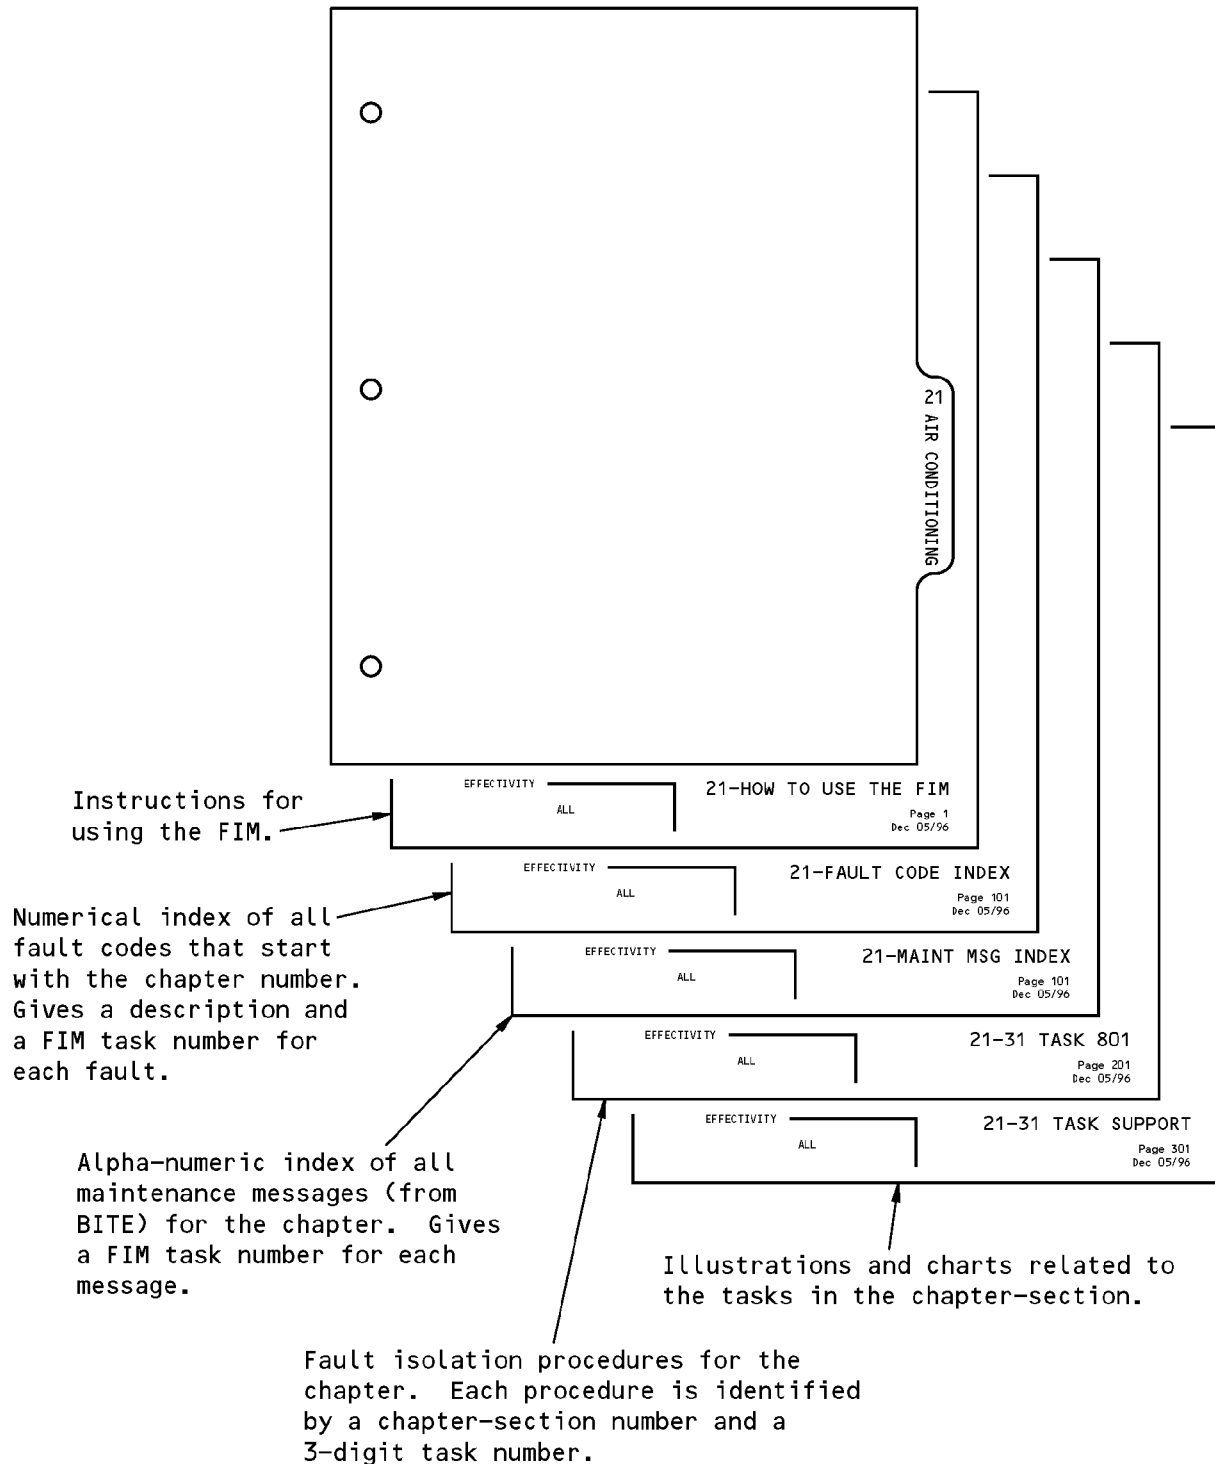 21 AIR CONDITIONING
Instructions for
using the FIM.
EFFECTIVITY
ALL
21-HOW TO USE THE FIM
Page 1
Dec 05/96
Numerical index of all
fault codes that start
with the chapter number.
Gives a description and
a FIM task number for
each fault.
EFFECTIVITY
ALL
21-FAULT CODE INDEX
Page 101
Dec 05/96
Alpha-numeric index of all
maintenance messages (from
BITE) for the chapter.  Gives
a FIM task number for each
message.
EFFECTIVITY
ALL
21-MAINT MSG INDEX
Page 101
Dec 05/96
EFFECTIVITY
ALL
21-31 TASK 801
Page 201
Dec 05/96
Fault isolation procedures for the
chapter.  Each procedure is identified
by a chapter-section number and a
3-digit task number.
EFFECTIVITY
ALL
21-31 TASK SUPPORT
Page 301
Dec 05/96
Illustrations and charts related to
the tasks in the chapter-section.